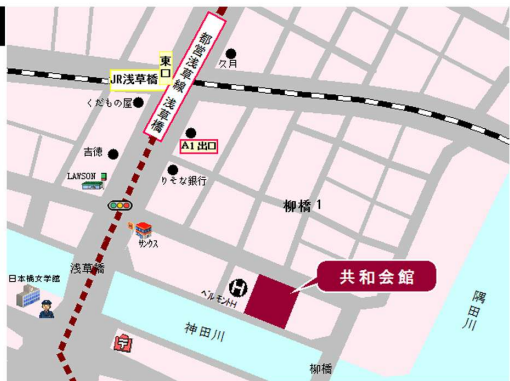 東口
JR浅草橋
都営浅草線 浅草橋
久月
くだもの屋
A1出口
吉徳
LAWSON
りそな銀行
柳橋1
サンクス
浅草橋
日本橋文学館
H
ベルモントH
共和会館
神田川
隅田川
柳橋